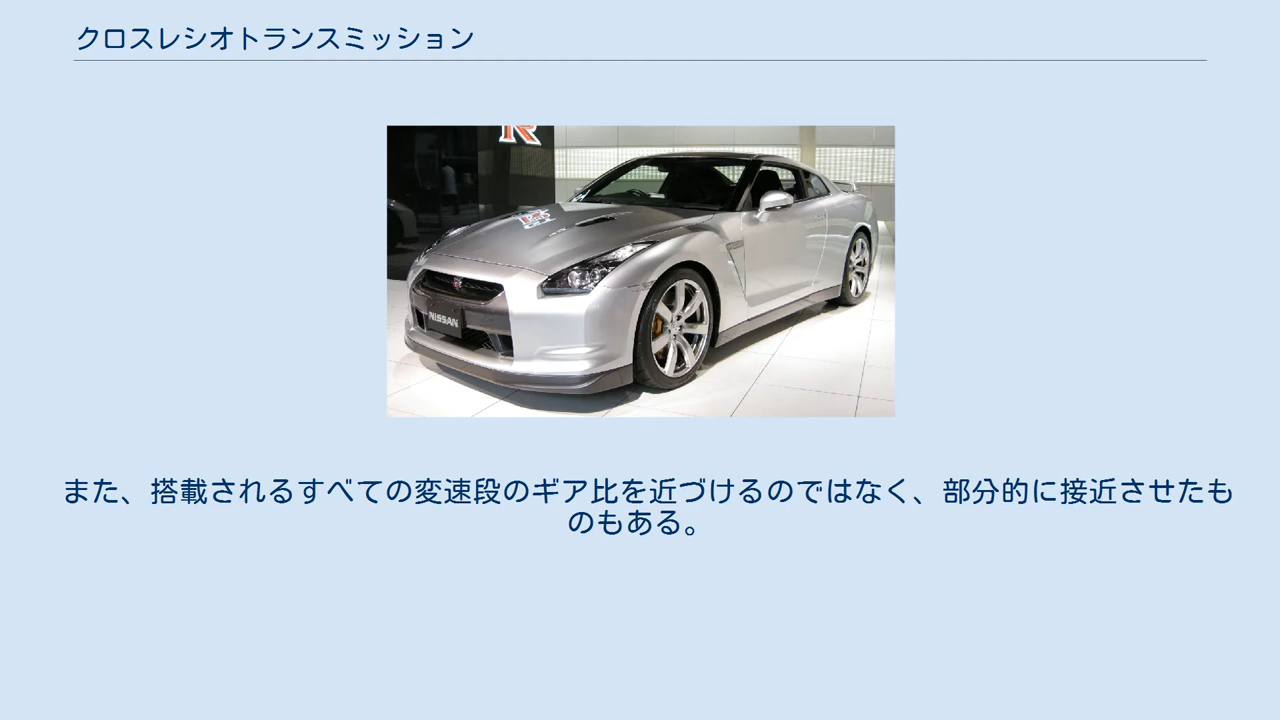 クロスレシオトランスミッション
R
NISSAN
また、搭載されるすべての変速段のギア比を近づけるのではなく、部分的に接近させたも
のもある。